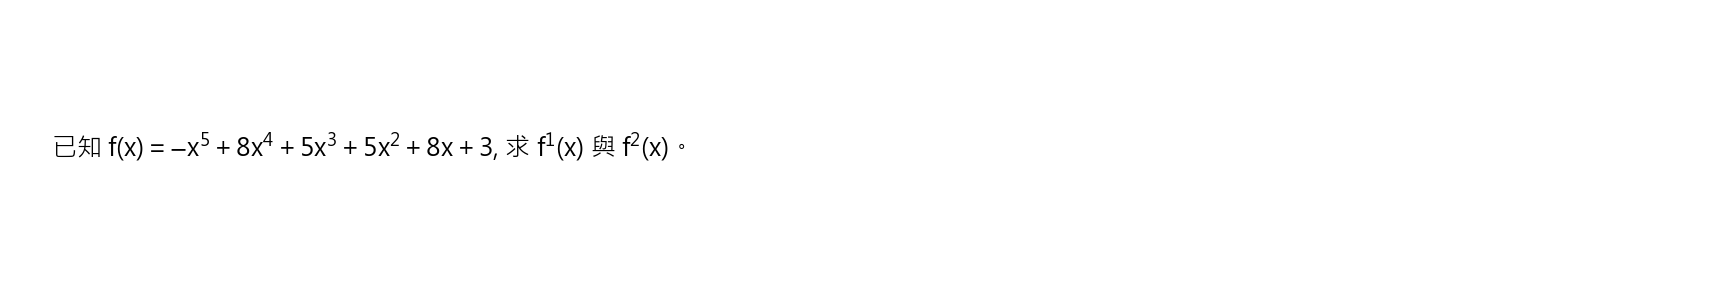 已知 f(x) = –x⁵ + 8x⁴ + 5x³ + 5x² + 8x + 3, 求 f¹(x) 與 f²(x)。